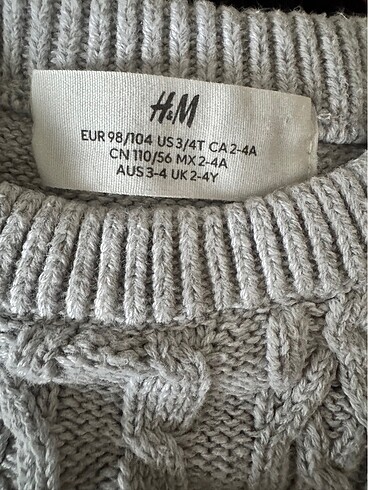 H&M
EUR 98/104 US 3/4T CA 2-4A
CN 110/56 MX 2-4A
AUS 3-4 UK 2-4Y